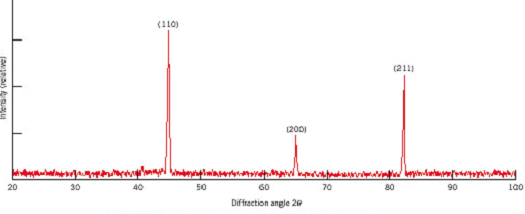 (110)
(211)
(200)
Intensity (relative)
20 30 40 50 60 70 80 90 100
Diffraction angle 2θ